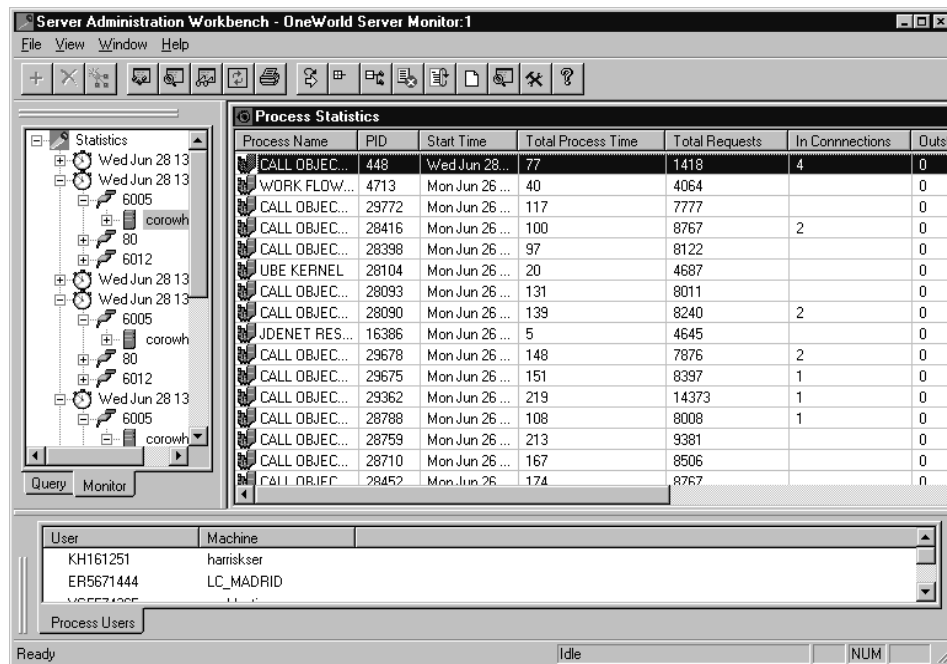 Server Administration Workbench - OneWorld Server Monitor:1
File View Window Help
Statistics
Wed Jun 28 13
Wed Jun 28 13
6005
corowh
80
6012
Wed Jun 28 13
Wed Jun 28 13
6005
corowh
80
6012
Wed Jun 28 13
6005
corowh
Query Monitor
Process Statistics
Process Name PID Start Time Total Process Time Total Requests In Connnections Outs
CALL OBJEC... 448 Wed Jun 28... 77 1418 4 0
WORK FLOW... 4713 Mon Jun 26 ... 40 4064 0
CALL OBJEC... 29772 Mon Jun 26 ... 117 7777 0
CALL OBJEC... 28416 Mon Jun 26 ... 100 8767 2 0
CALL OBJEC... 28398 Mon Jun 26 ... 97 8122 0
UBE KERNEL 28104 Mon Jun 26 ... 20 4687 0
CALL OBJEC... 28093 Mon Jun 26 ... 131 8011 0
CALL OBJEC... 28090 Mon Jun 26 ... 139 8240 2 0
JDENET RES... 16386 Mon Jun 26 ... 5 4645 0
CALL OBJEC... 29678 Mon Jun 26 ... 148 7876 2 0
CALL OBJEC... 29675 Mon Jun 26 ... 151 8397 1 0
CALL OBJEC... 29362 Mon Jun 26 ... 219 14373 1 0
CALL OBJEC... 28788 Mon Jun 26 ... 108 8008 1 0
CALL OBJEC... 28759 Mon Jun 26 ... 213 9381 0
CALL OBJEC... 28710 Mon Jun 26 ... 167 8506 0
CALL OBJEC... 28452 Mon Jun 26 ... 174 8767 0
User Machine
KH161251 harriskser
ER5671444 LC_MADRID
Process Users
Ready Idle NUM